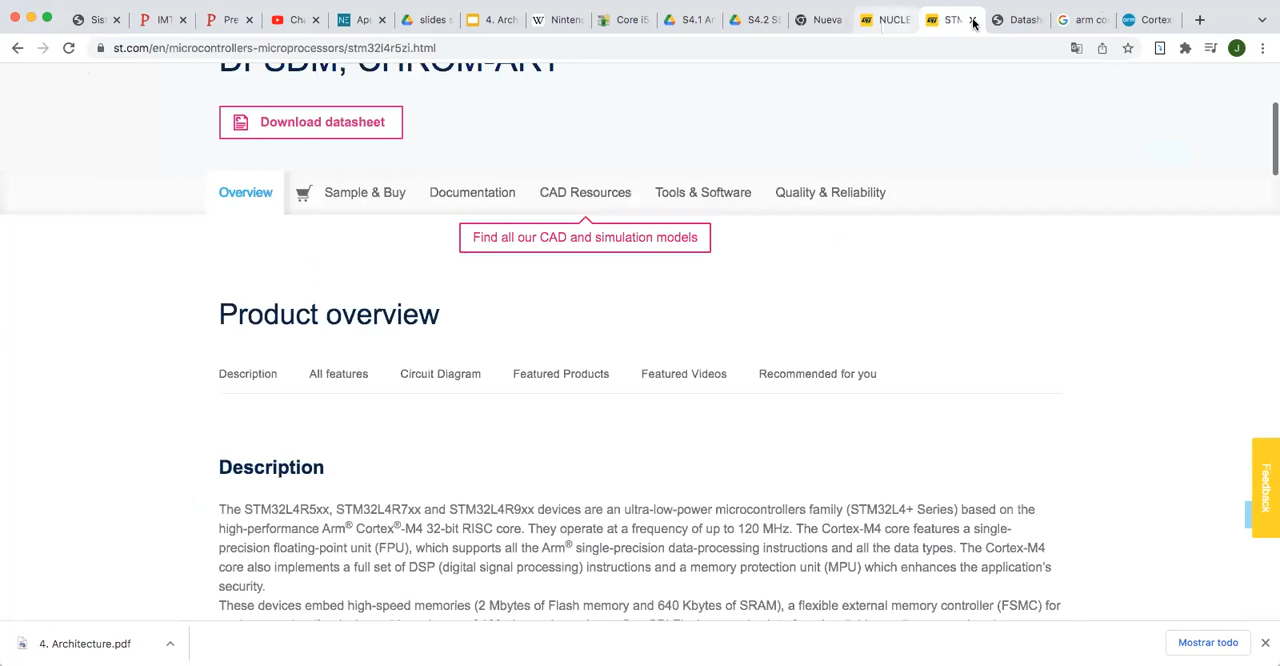 Sis
IMT
Pre
Cha
Apu
slides s
4. Arch
Ninten
Core i5
S4.1 Ar
S4.2 SE
Nueva
NUCLE
STM
Datash
arm co
Cortex
st.com/en/microcontrollers-microprocessors/stm32l4r5zi.html
J
DFSDM, CHROM-ART
Download datasheet
Overview
Sample & Buy
Documentation
CAD Resources
Tools & Software
Quality & Reliability
Find all our CAD and simulation models
Product overview
Description
All features
Circuit Diagram
Featured Products
Featured Videos
Recommended for you
Description
The STM32L4R5xx, STM32L4R7xx and STM32L4R9xx devices are an ultra-low-power microcontrollers family (STM32L4+ Series) based on the
high-performance Arm® Cortex®-M4 32-bit RISC core. They operate at a frequency of up to 120 MHz. The Cortex-M4 core features a single-
precision floating-point unit (FPU), which supports all the Arm® single-precision data-processing instructions and all the data types. The Cortex-M4
core also implements a full set of DSP (digital signal processing) instructions and a memory protection unit (MPU) which enhances the application's
security.
These devices embed high-speed memories (2 Mbytes of Flash memory and 640 Kbytes of SRAM), a flexible external memory controller (FSMC) for
Feedback
4. Architecture.pdf
Mostrar todo